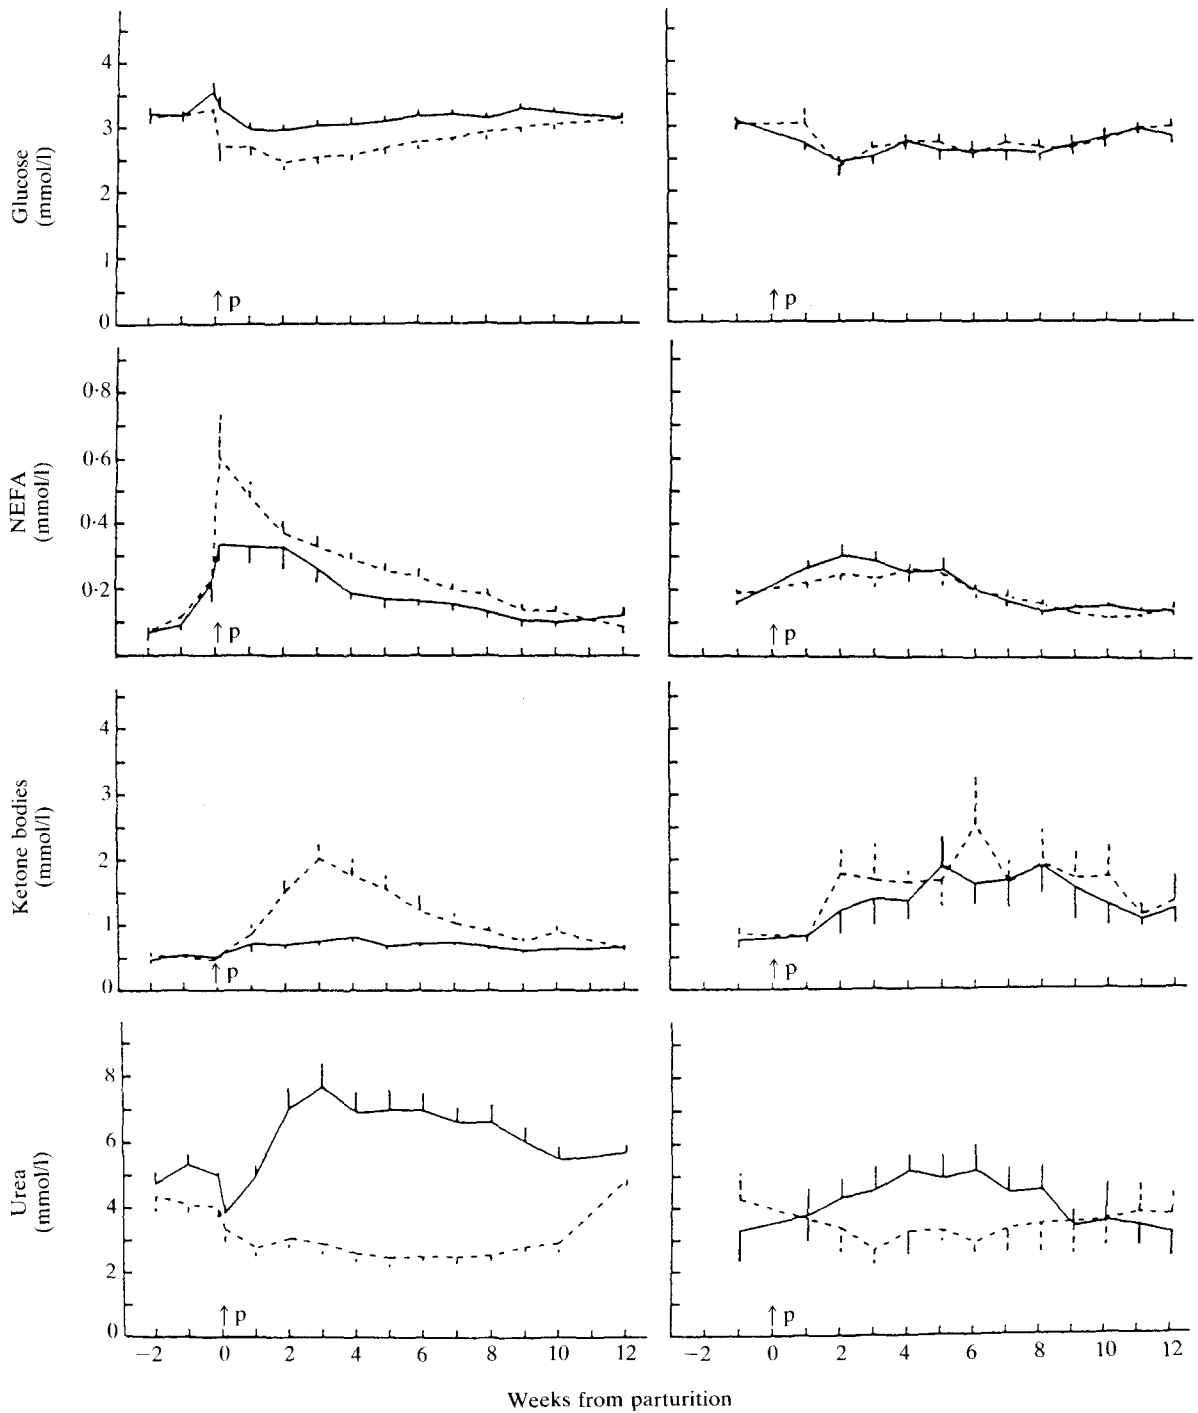 4
3
2
1
0
Glucose
(mmol/l)
↑ p
↑ p
0·8
0·6
0·4
0·2
NEFA
(mmol/l)
↑ p
↑ p
4
3
2
1
0
Ketone bodies
(mmol/l)
↑ p
↑ p
8
6
4
2
0
Urea
(mmol/l)
↑ p
↑ p
−2 0 2 4 6 8 10 12
−2 0 2 4 6 8 10 12
Weeks from parturition